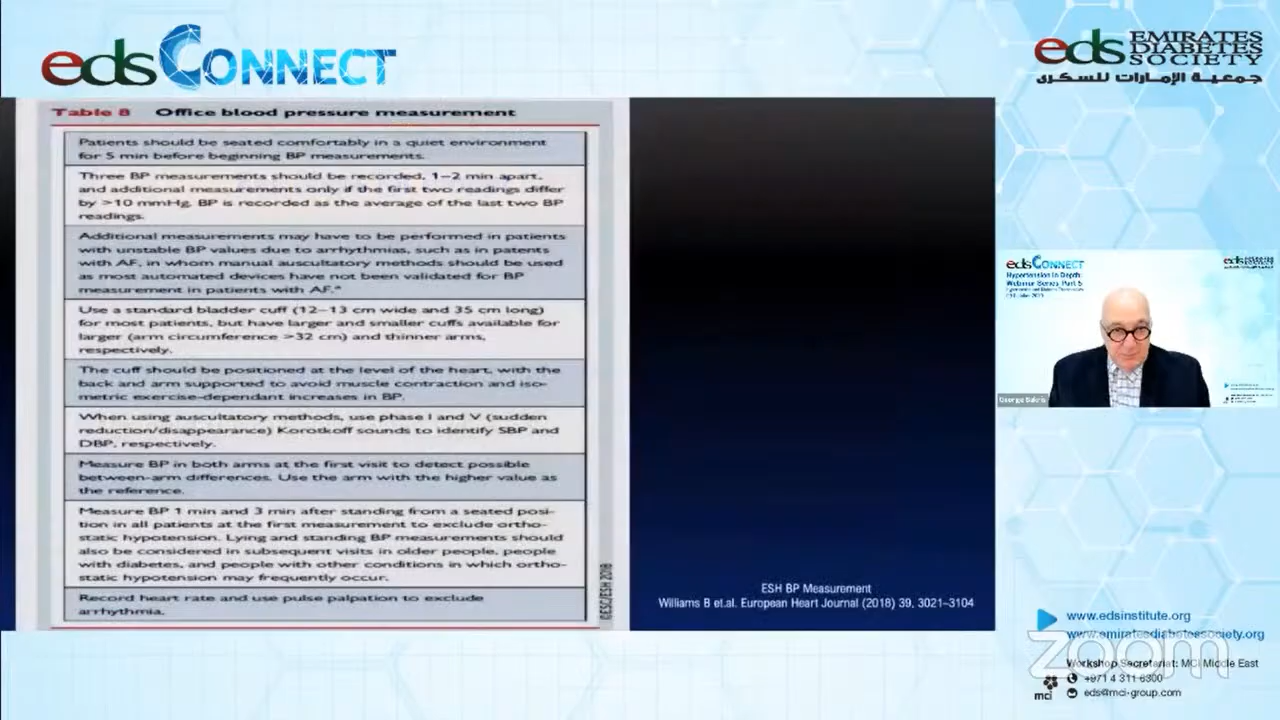 eds CONNECT
eds EMIRATES DIABETES SOCIETY
جمعية الإمارات للسكري
Table 8 Office blood pressure measurement
Patients should be seated comfortably in a quiet environment
for 5 min before beginning BP measurements.
Three BP measurements should be recorded, 1–2 min apart,
and additional measurements only if the first two readings differ
by >10 mmHg. BP is recorded as the average of the last two BP
readings.
Additional measurements may have to be performed in patients
with unstable BP values due to arrhythmias, such as in patents
with AF, in whom manual auscultatory methods should be used
as most automated devices have not been validated for BP
measurement in patients with AF.ª
Use a standard bladder cuff (12–13 cm wide and 35 cm long)
for most patients, but have larger and smaller cuffs available for
larger (arm circumference >32 cm) and thinner arms,
respectively.
The cuff should be positioned at the level of the heart, with the
back and arm supported to avoid muscle contraction and iso-
metric exercise-dependant increases in BP.
When using auscultatory methods, use phase I and V (sudden
reduction/disappearance) Korotkoff sounds to identify SBP and
DBP, respectively.
Measure BP in both arms at the first visit to detect possible
between-arm differences. Use the arm with the higher value as
the reference.
Measure BP 1 min and 3 min after standing from a seated posi-
tion in all patients at the first measurement to exclude ortho-
static hypotension. Lying and standing BP measurements should
also be considered in subsequent visits in older people, people
with diabetes, and people with other conditions in which ortho-
static hypotension may frequently occur.
Record heart rate and use pulse palpation to exclude
arrhythmia.
©ESC/ESH 2018
ESH BP Measurement
Williams B et.al. European Heart Journal (2018) 39, 3021–3104
eds CONNECT
Hypertension In Depth:
Webinar Series, Part 5
George Bakris
www.edsinstitute.org
www.emiratesdiabetessociety.org
zoom
Workshop Secretariat: MCI Middle East
+971 4 311 6300
eds@mci-group.com
mci